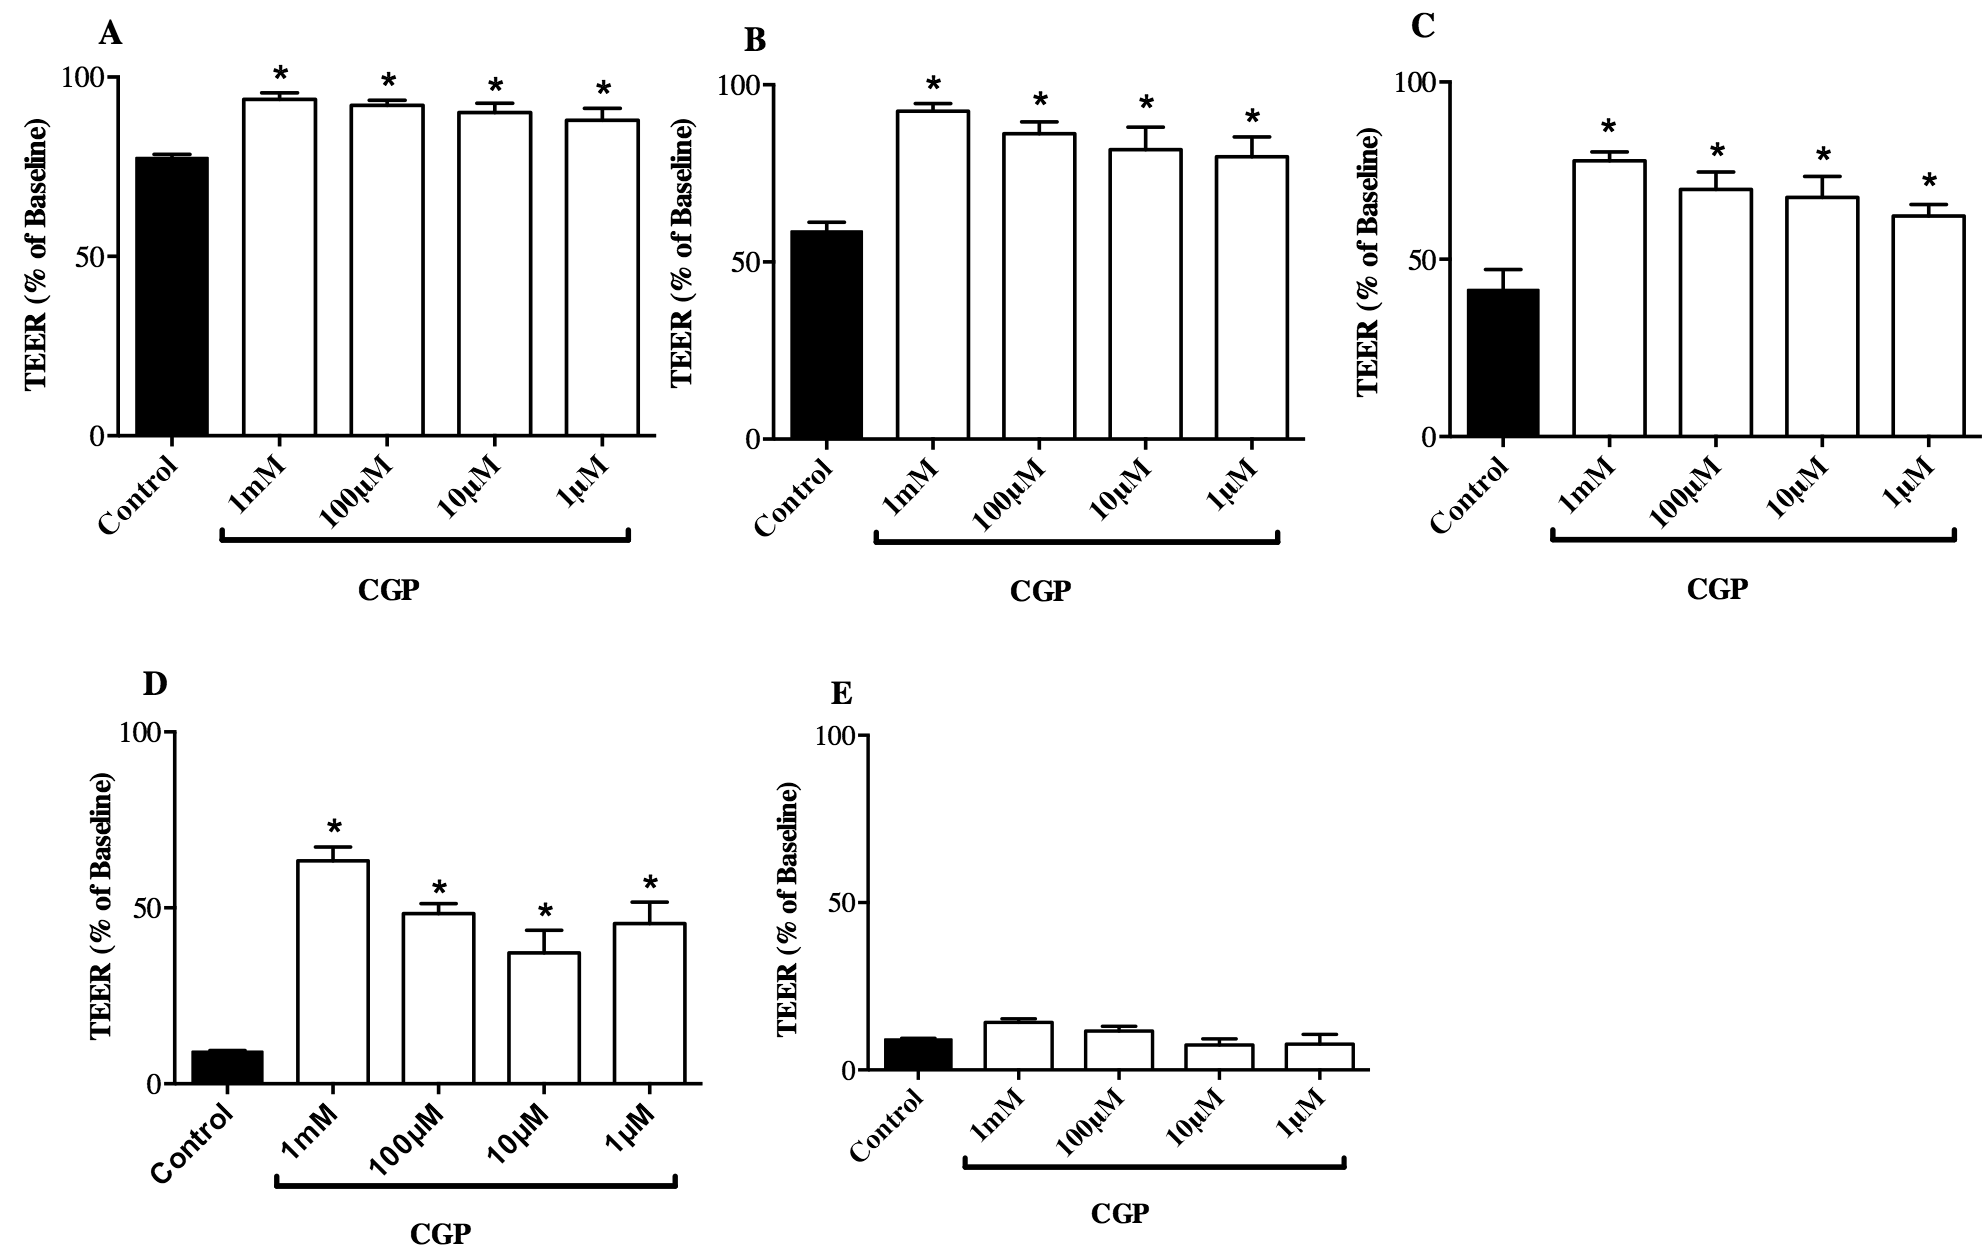 A
TEER (% of Baseline)
100
50
0
*
*
*
*
Control
1mM
100µM
10µM
1µM
CGP
B
TEER (% of Baseline)
100
50
0
*
*
*
*
Control
1mM
100µM
10µM
1µM
CGP
C
TEER (% of Baseline)
100
50
0
*
*
*
*
Control
1mM
100µM
10µM
1µM
CGP
D
TEER (% of Baseline)
100
50
0
*
*
*
*
Control
1mM
100µM
10µM
1µM
CGP
E
TEER (% of Baseline)
100
50
0
Control
1mM
100µM
10µM
1µM
CGP